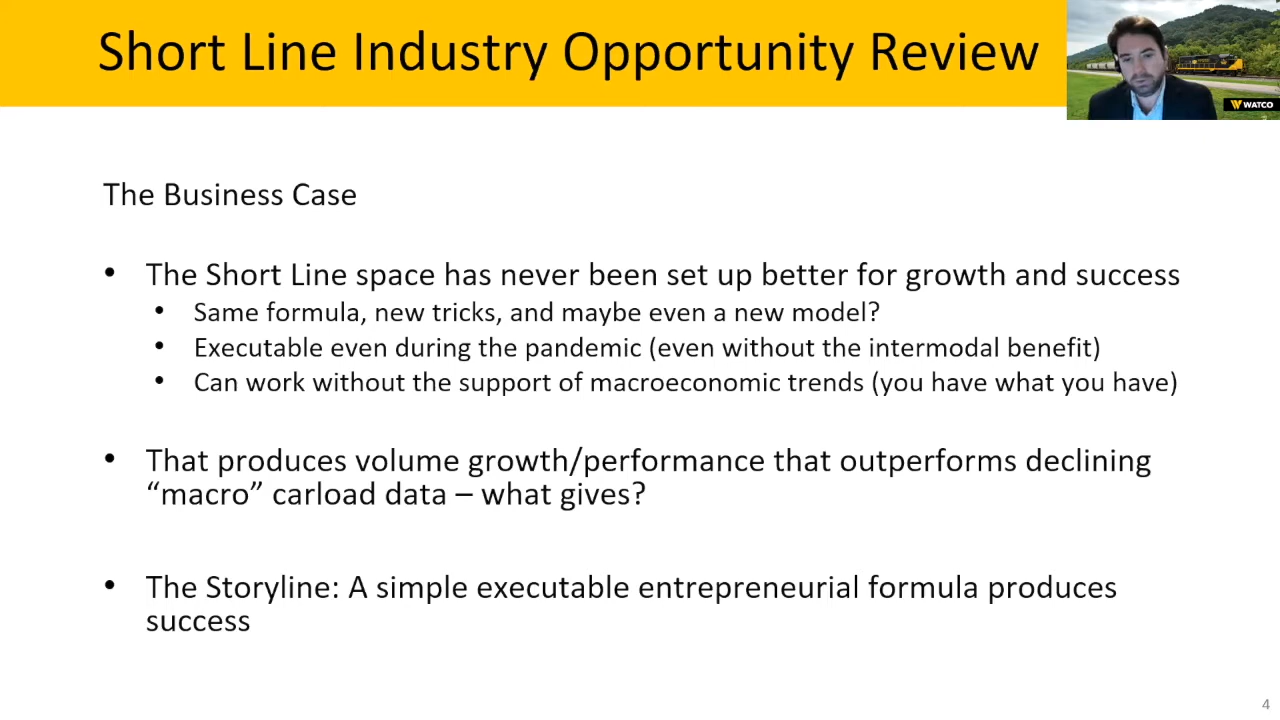 Short Line Industry Opportunity Review
WATCO
The Business Case
• The Short Line space has never been set up better for growth and success
• Same formula, new tricks, and maybe even a new model?
• Executable even during the pandemic (even without the intermodal benefit)
• Can work without the support of macroeconomic trends (you have what you have)
• That produces volume growth/performance that outperforms declining
“macro” carload data – what gives?
• The Storyline: A simple executable entrepreneurial formula produces
success
4